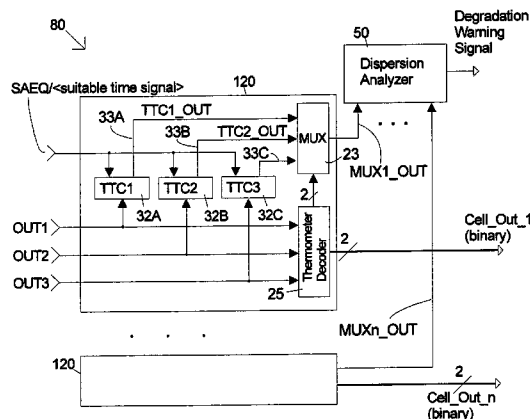 80
50
Degradation
Warning
Signal
Dispersion
Analyzer
SAEQ/<suitable time signal>
120
33A
TTC1_OUT
33B
TTC2_OUT
33C
MUX
23
MUX1_OUT
. . .
TTC1
TTC2
TTC3
32A
32B
32C
2
OUT1
OUT2
OUT3
Thermometer
Decoder
25
2
Cell_Out_1
(binary)
MUXn_OUT
. . .
120
2
Cell_Out_n
(binary)